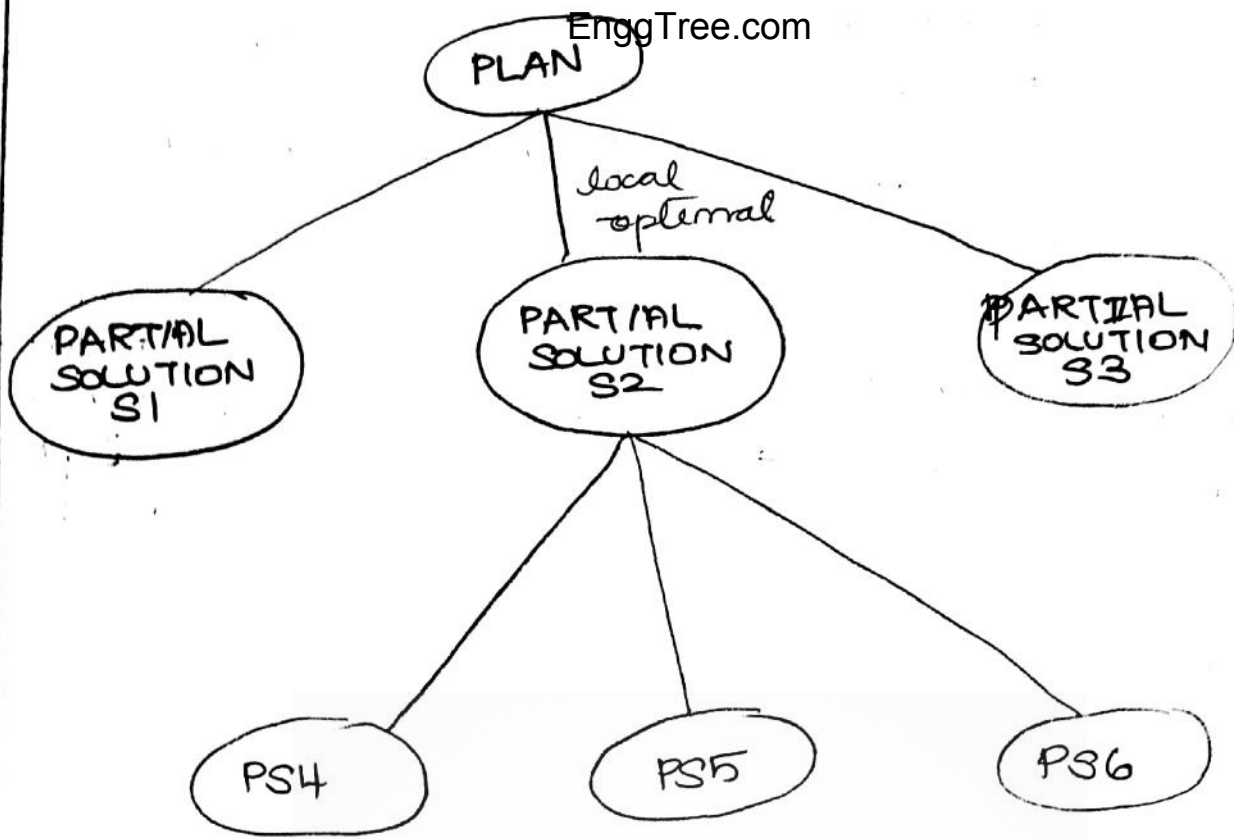 EnggTree.com
PLAN
local
optimal
PARTIAL
SOLUTION
S1
PARTIAL
SOLUTION
S2
PARTIAL
SOLUTION
S3
PS4
PS5
PS6